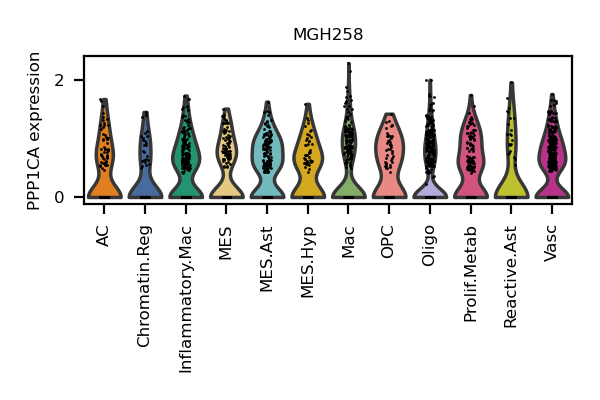 MGH258
PPP1CA expression
2
0
AC
Chromatin.Reg
Inflammatory.Mac
MES
MES.Ast
MES.Hyp
Mac
OPC
Oligo
Prolif.Metab
Reactive.Ast
Vasc